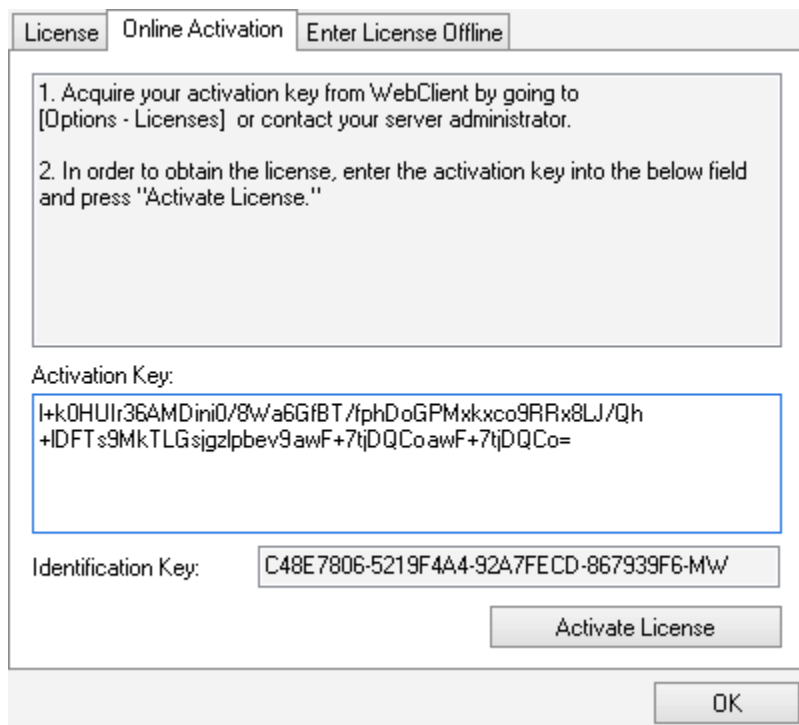 License
Online Activation
Enter License Offline
1. Acquire your activation key from WebClient by going to
[Options - Licenses]  or contact your server administrator.
2. In order to obtain the license, enter the activation key into the below field
and press "Activate License."
Activation Key:
l+k0HUIr36AMDini0/8Wa6GfBT/fphDoGPMxkxco9RRx8LJ/Qh
+lDFTs9MkTLGsjgzlpbev9awF+7tjDQCoawF+7tjDQCo=
Identification Key:
C48E7806-5219F4A4-92A7FECD-867939F6-MW
Activate License
OK